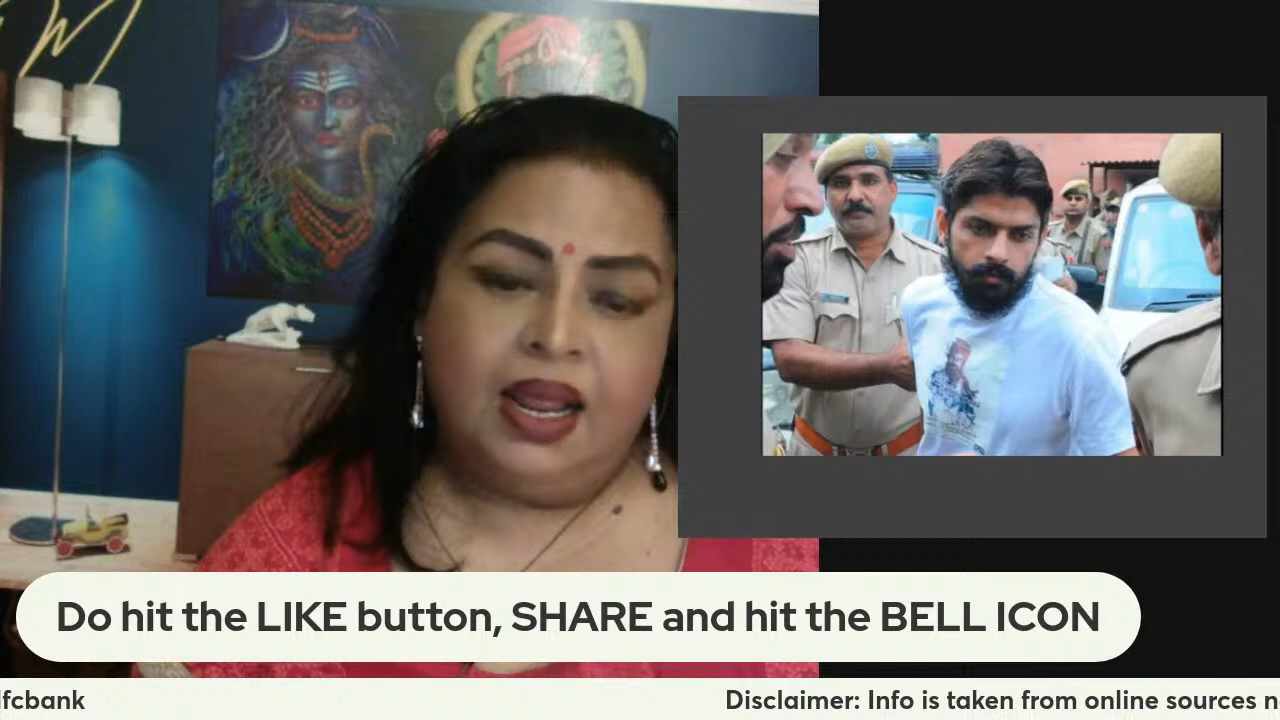 Do hit the LIKE button, SHARE and hit the BELL ICON
fcbank
Disclaimer: Info is taken from online sources n